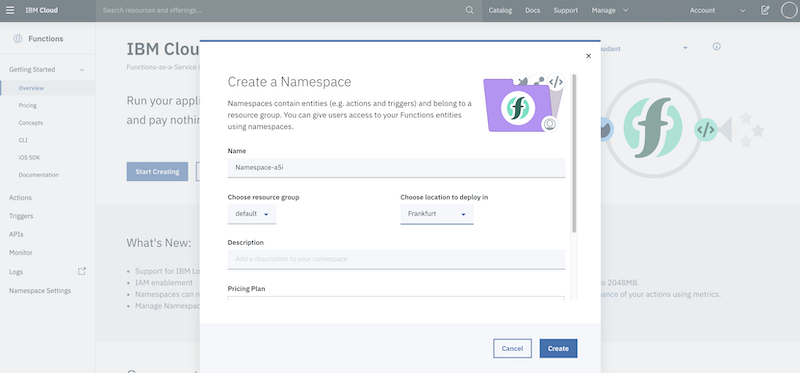 IBM Cloud
Search resources and offerings...
Catalog
Docs
Support
Manage
Account
Functions
Getting Started
Overview
Pricing
Concepts
CLI
iOS SDK
Documentation
Actions
Triggers
APIs
Monitor
Logs
Namespace Settings
IBM Clou
Functions-as-a-Service
Run your appli
and pay nothin
Start Creating
What's New:
Support for IBM Lo
IAM enablement
Namespaces can n
Manage Namespac
oudant
o 2048MB.
ance of your actions using metrics.
Create a Namespace
Namespaces contain entities (e.g. actions and triggers) and belong to a
resource group. You can give users access to your Functions entities
using namespaces.
Name
Namespace-a5i
Choose resource group
default
Choose location to deploy in
Frankfurt
Description
Add a description to your namespace
Pricing Plan
Cancel
Create